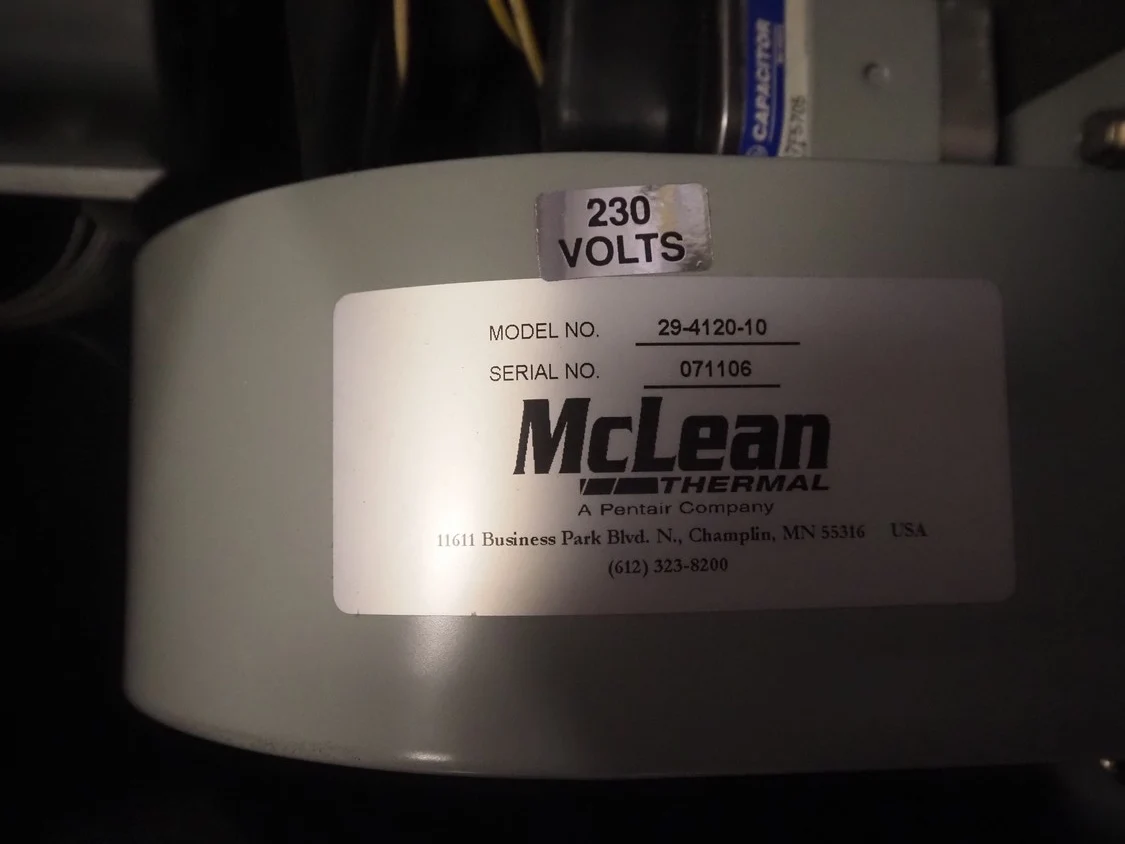 CAPACITOR
230
VOLTS
MODEL NO. 29-4120-10
SERIAL NO. 071106
McLean
THERMAL
A Pentair Company
11611 Business Park Blvd. N., Champlin, MN 55316 USA
(612) 323-8200